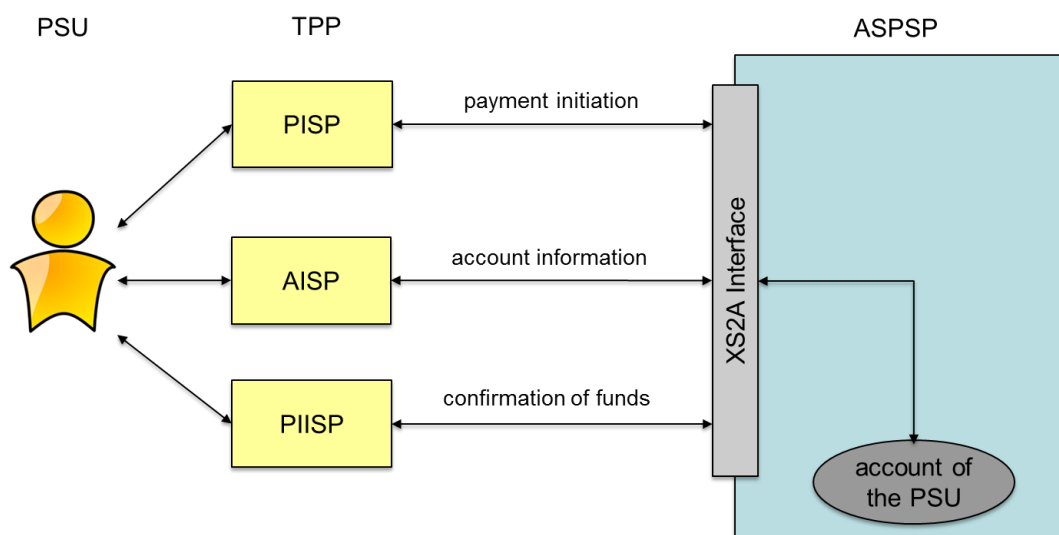 PSU
TPP
ASPSP
PISP
payment initiation
AISP
account information
XS2A Interface
PIISP
confirmation of funds
account of
the PSU